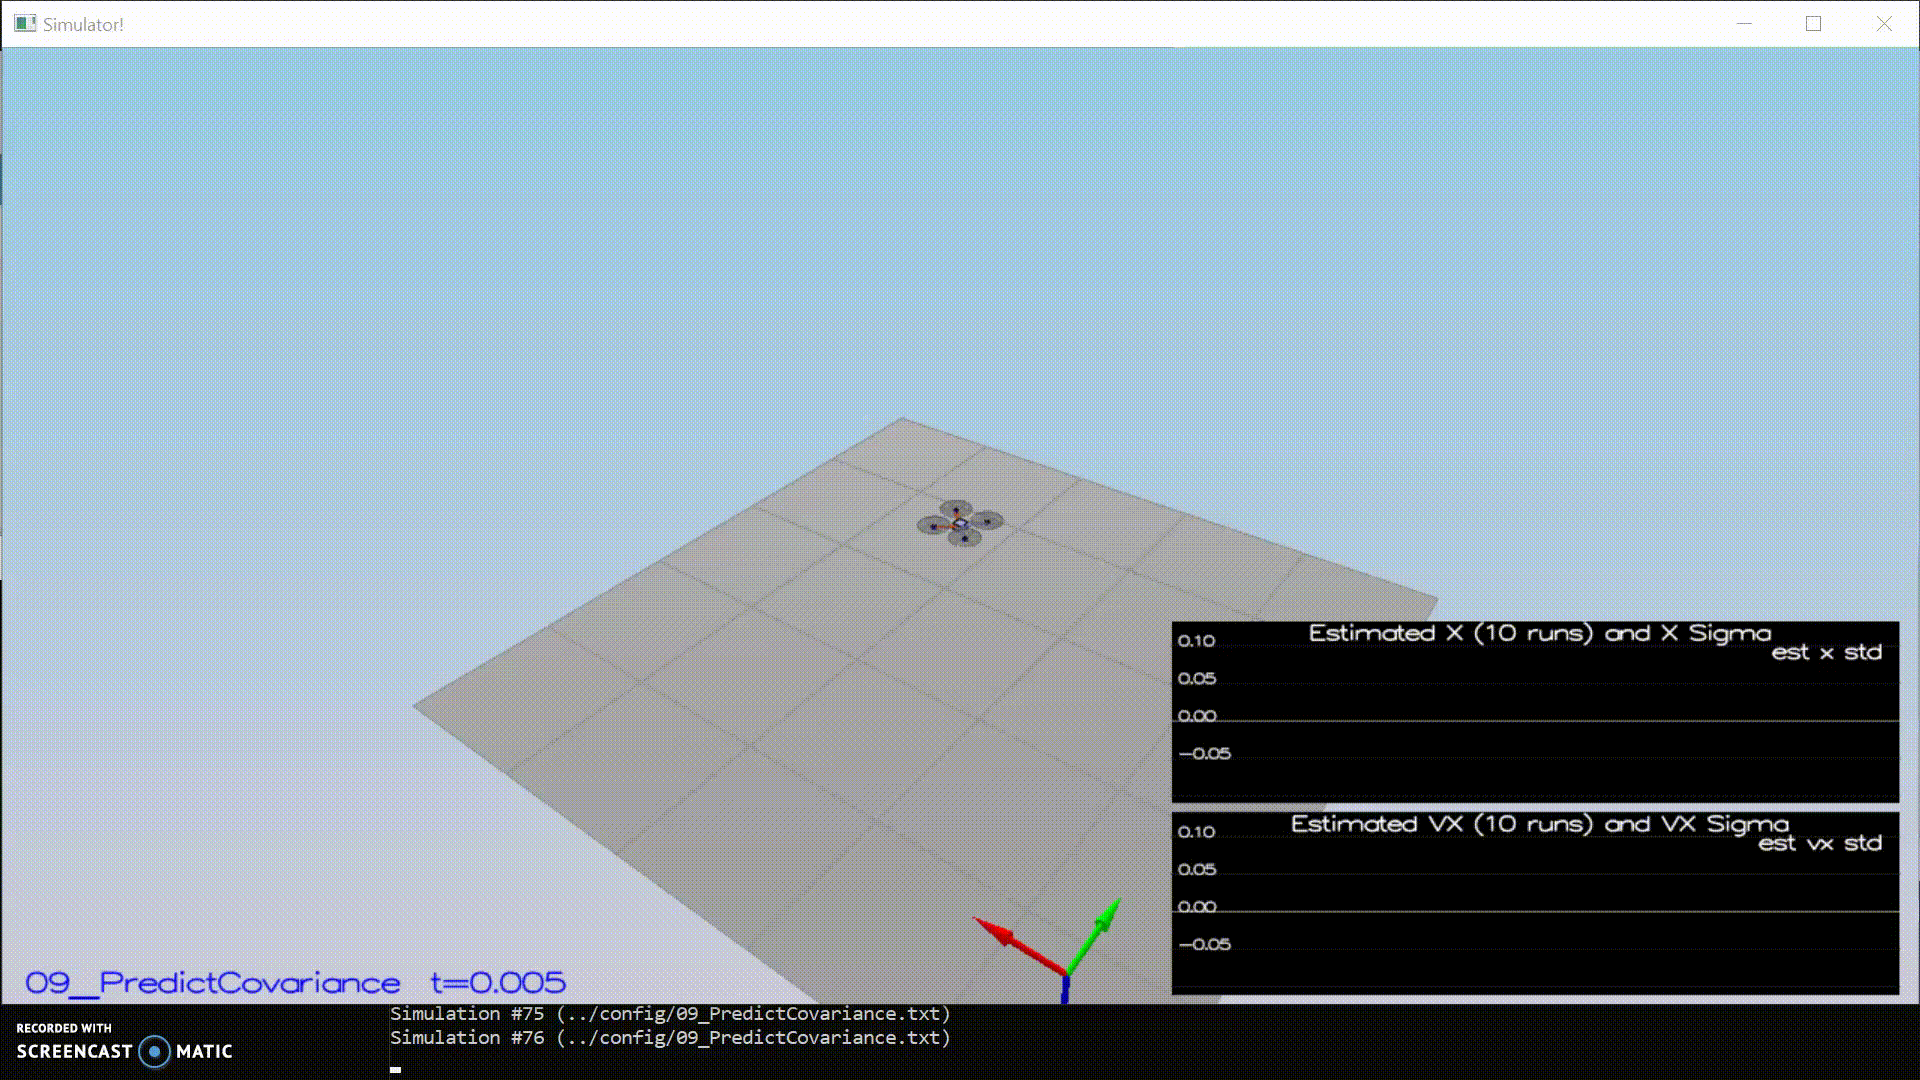 Simulator!
0.10
Estimated X (10 runs) and X Sigma
est x std
0.05
0.00
-0.05
0.10
Estimated VX (10 runs) and VX Sigma
est vx std
0.05
0.00
-0.05
09_PredictCovariance t=0.005
Simulation #75 (../config/09_PredictCovariance.txt)
Simulation #76 (../config/09_PredictCovariance.txt)
RECORDED WITH
SCREENCAST MATIC